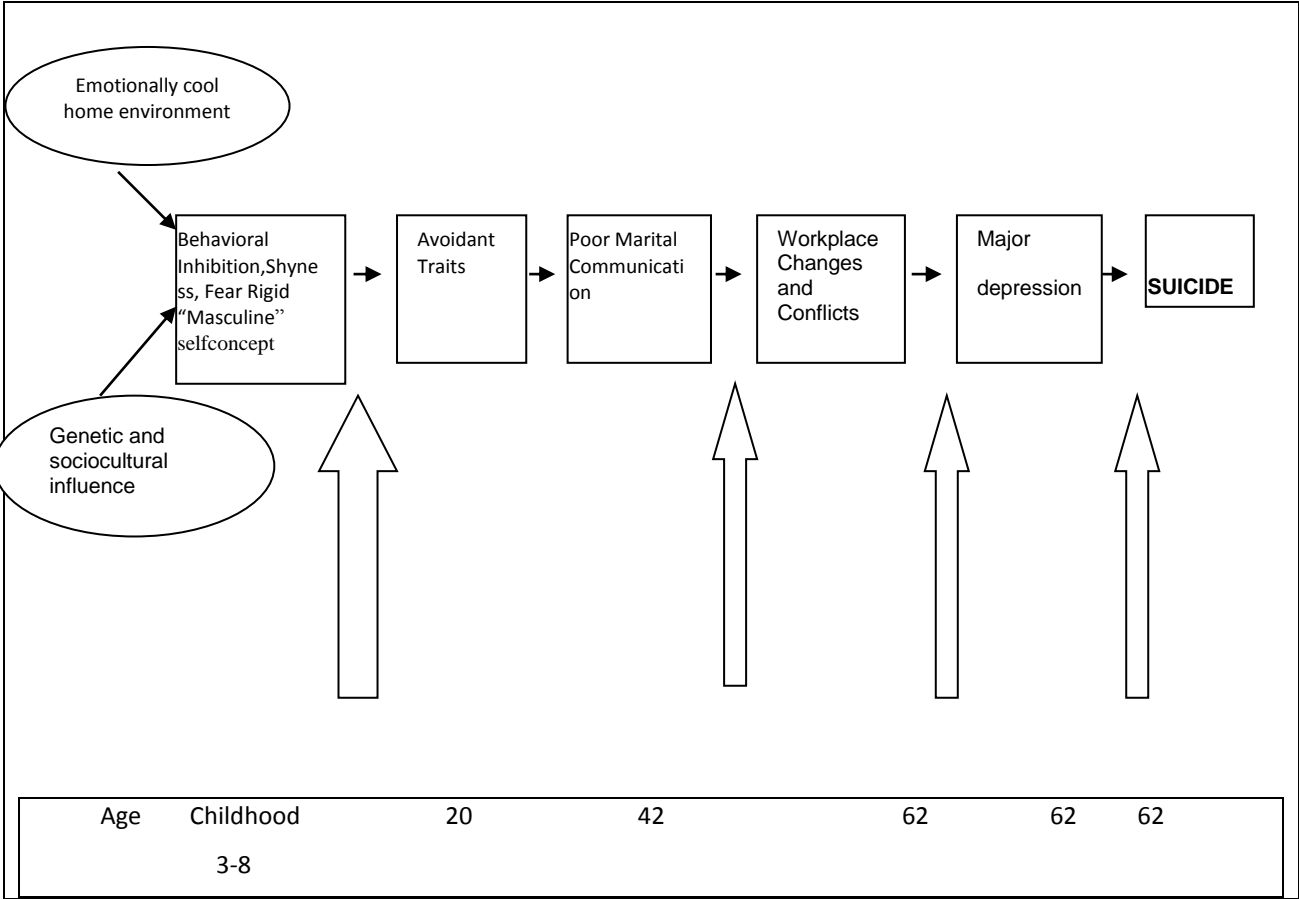 Emotionally cool
home environment
Behavioral
Inhibition,Shyne
ss, Fear Rigid
“Masculine”
selfconcept
Avoidant
Traits
Poor Marital
Communicati
on
Workplace
Changes
and
Conflicts
Major
depression
SUICIDE
Genetic and
sociocultural
influence
Age Childhood 20 42 62 62 62
3-8